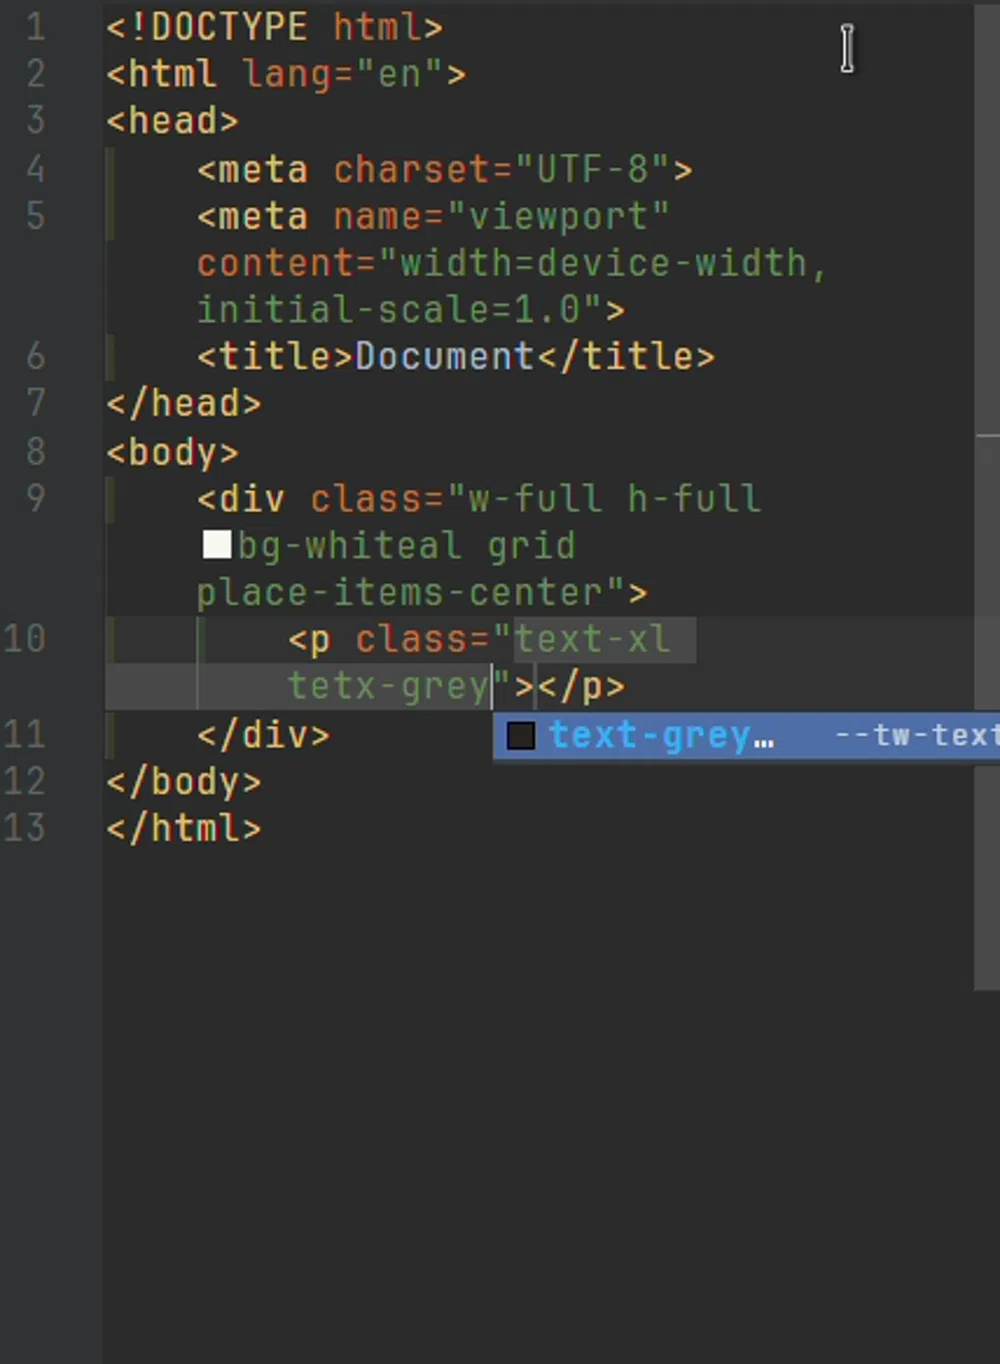 1 <!DOCTYPE html>
2 <html lang="en">
3 <head>
4 <meta charset="UTF-8">
5 <meta name="viewport"
content="width=device-width,
initial-scale=1.0">
6 <title>Document</title>
7 </head>
8 <body>
9 <div class="w-full h-full
bg-whiteal grid
place-items-center">
10 <p class="text-xl
tetx-grey"></p>
text-grey… --tw-text
11 </div>
12 </body>
13 </html>